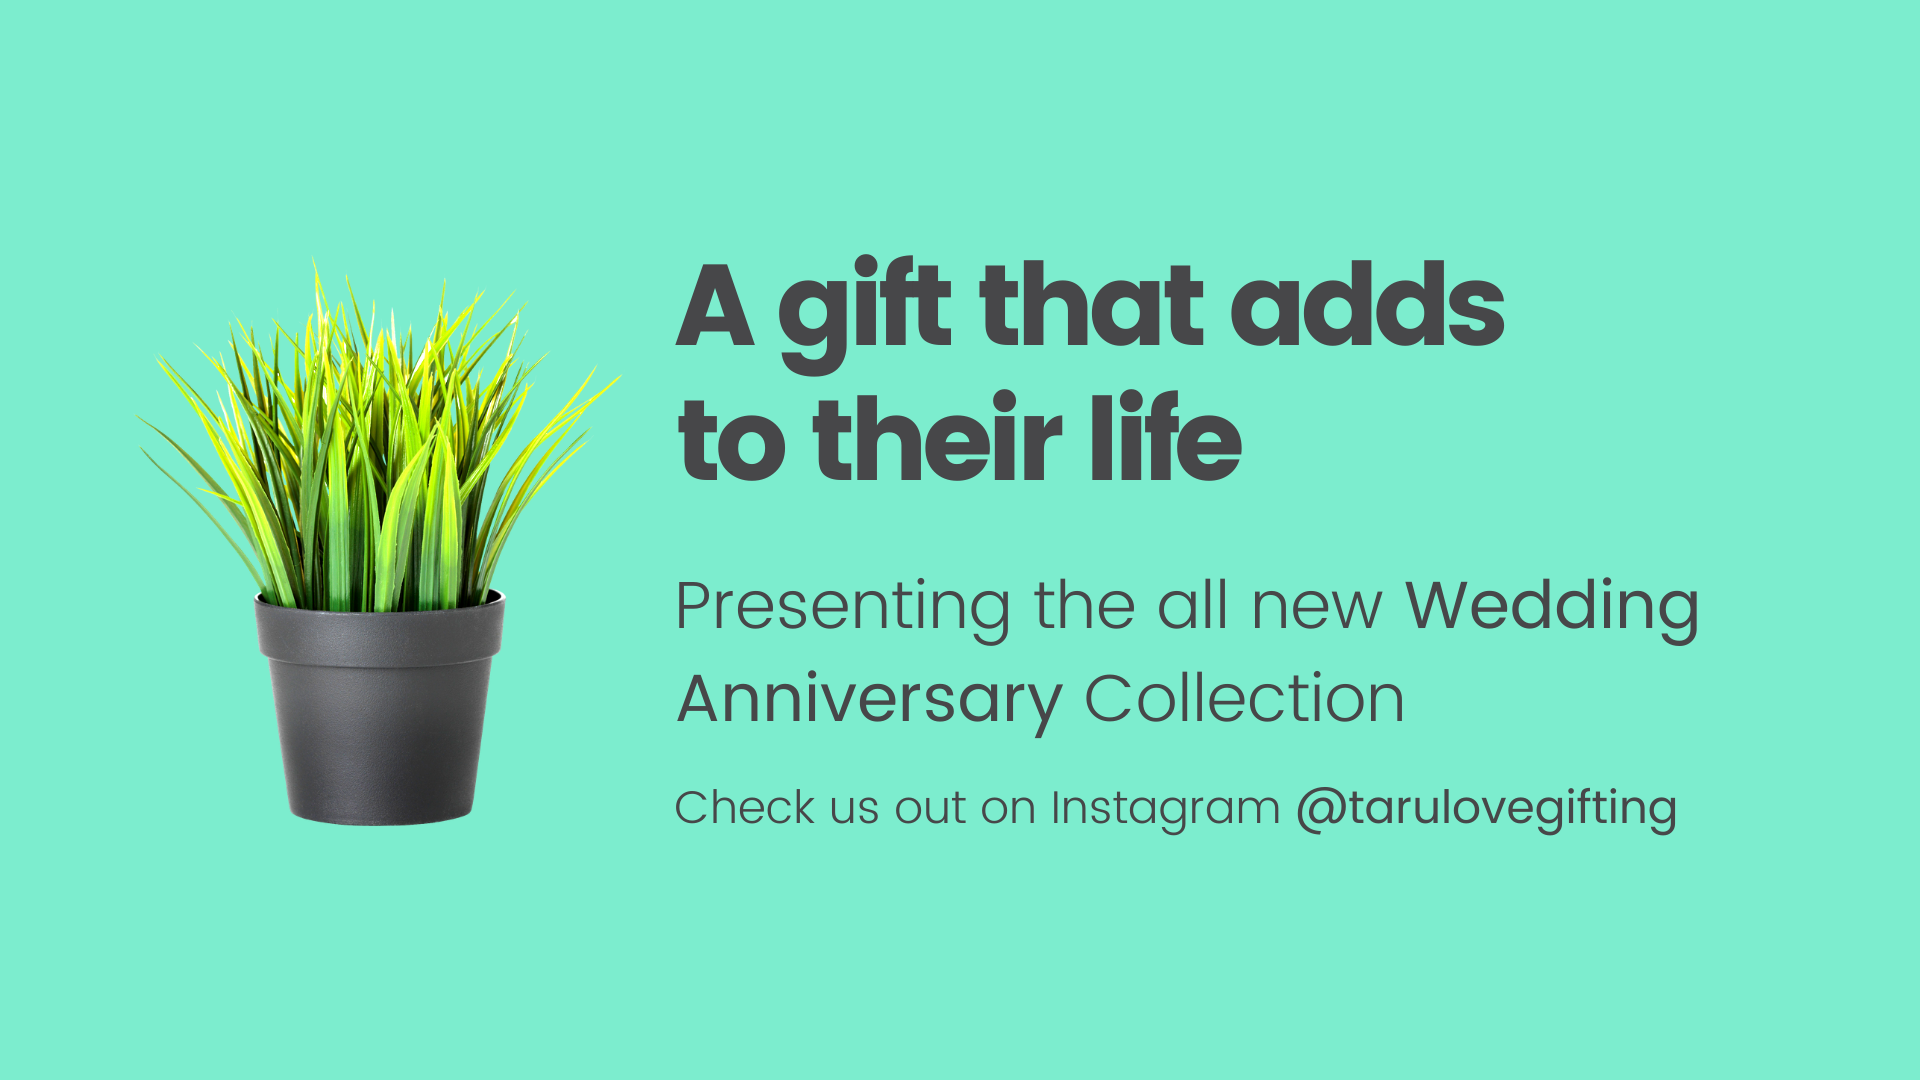 A gift that adds
to their life
Presenting the all new Wedding
Anniversary Collection
Check us out on Instagram @tarulovegifting